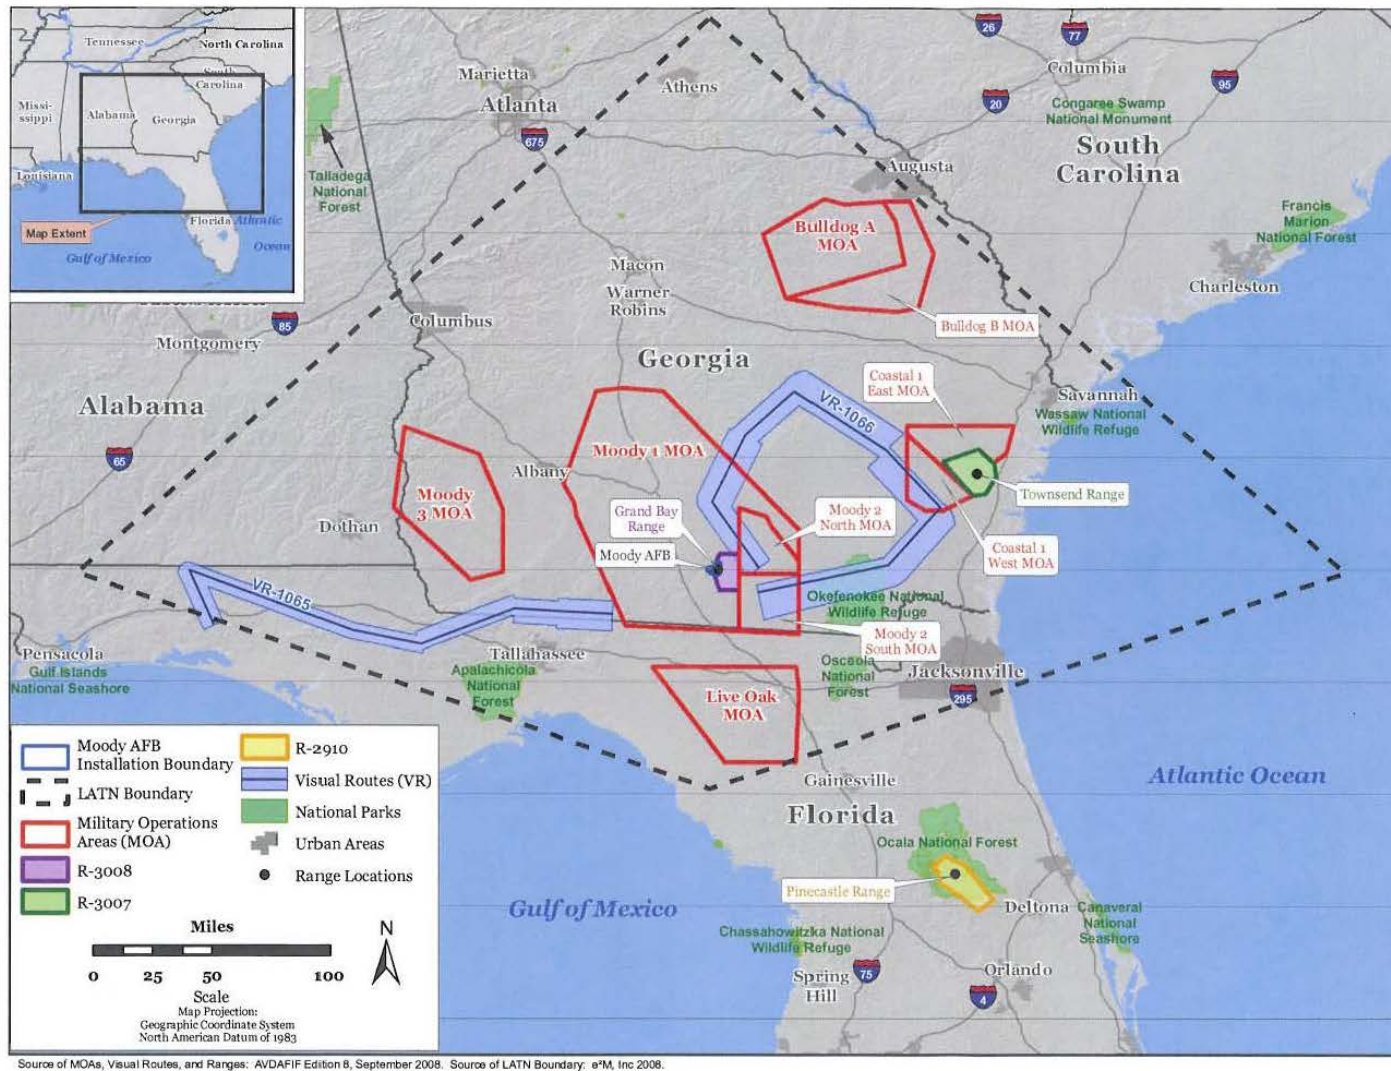 Tennessee
North Carolina
South
Carolina
Missi-
ssippi
Alabama
Georgia
Louisiana
Florida
Atlantic
Ocean
Map Extent
Gulf of Mexico
26
77
Marietta
Athens
Columbia
95
Atlanta
20
Congaree Swamp
National Monument
675
South
Carolina
Talladega
National
Forest
Augusta
Francis
Marion
National Forest
Bulldog A
MOA
Macon
Warner
Robins
Charleston
Columbus
85
Montgomery
Bulldog B MOA
Georgia
Coastal 1
East MOA
Savannah
Wassaw National
Wildlife Refuge
Alabama
VR-1066
65
Moody 1 MOA
Albany
Moody
3 MOA
Townsend Range
Grand Bay
Range
Moody 2
North MOA
Dothan
Moody AFB
Coastal 1
West MOA
VR-1065
Okefenokee National
Wildlife Refuge
Moody 2
South MOA
Pensacola
Gulf Islands
National Seashore
Tallahassee
Apalachicola
National
Forest
Osceola
National
Forest
Jacksonville
295
Live Oak
MOA
Gainesville
Atlantic Ocean
Florida
Ocala National Forest
Pinecastle Range
Deltona
Canaveral
National
Seashore
Gulf of Mexico
Chassahowitzka National
Wildlife Refuge
Spring
Hill
75
Orlando
4
Moody AFB
Installation Boundary
LATN Boundary
Military Operations
Areas (MOA)
R-3008
R-3007
R-2910
Visual Routes (VR)
National Parks
Urban Areas
Range Locations
Miles
N
0 25 50 100
Scale
Map Projection:
Geographic Coordinate System
North American Datum of 1983
Source of MOAs, Visual Routes, and Ranges: AVDAFIF Edition 8, September 2008. Source of LATN Boundary: e²M, Inc 2008.